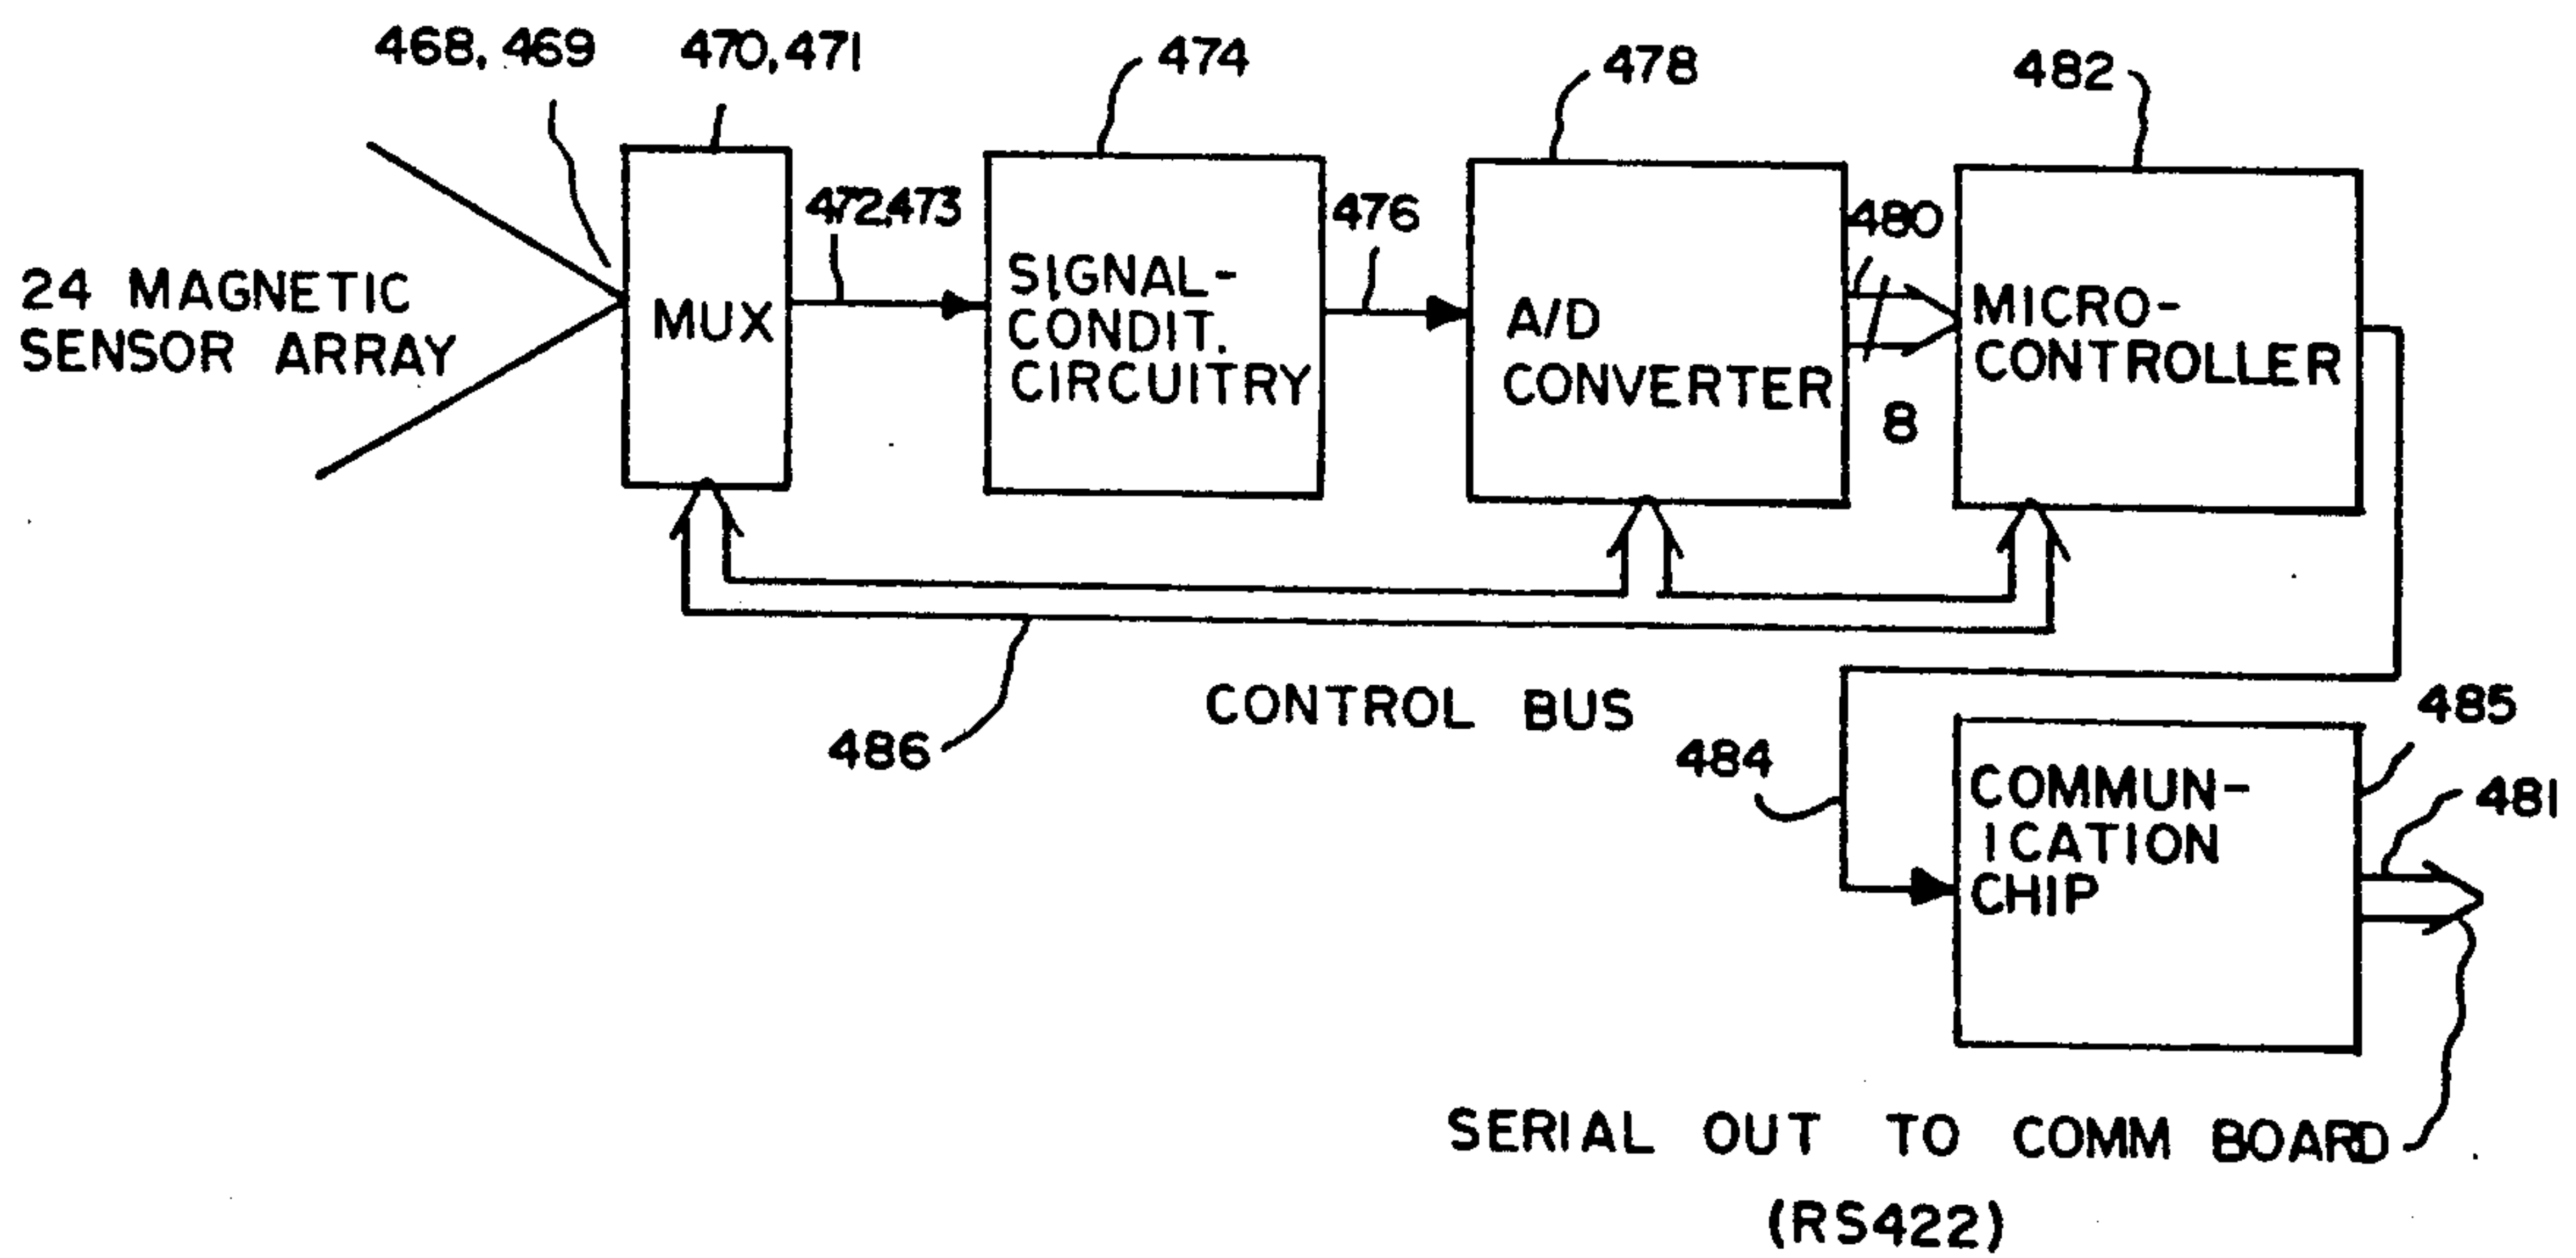 468, 469
470,471
474
478
482
472,473
476
480
24 MAGNETIC
SENSOR ARRAY
MUX
SIGNAL-
CONDIT.
CIRCUITRY
A/D
CONVERTER
8
MICRO-
CONTROLLER
CONTROL BUS
486
484
485
481
COMMUN-
ICATION
CHIP
SERIAL OUT TO COMM BOARD
(RS422)